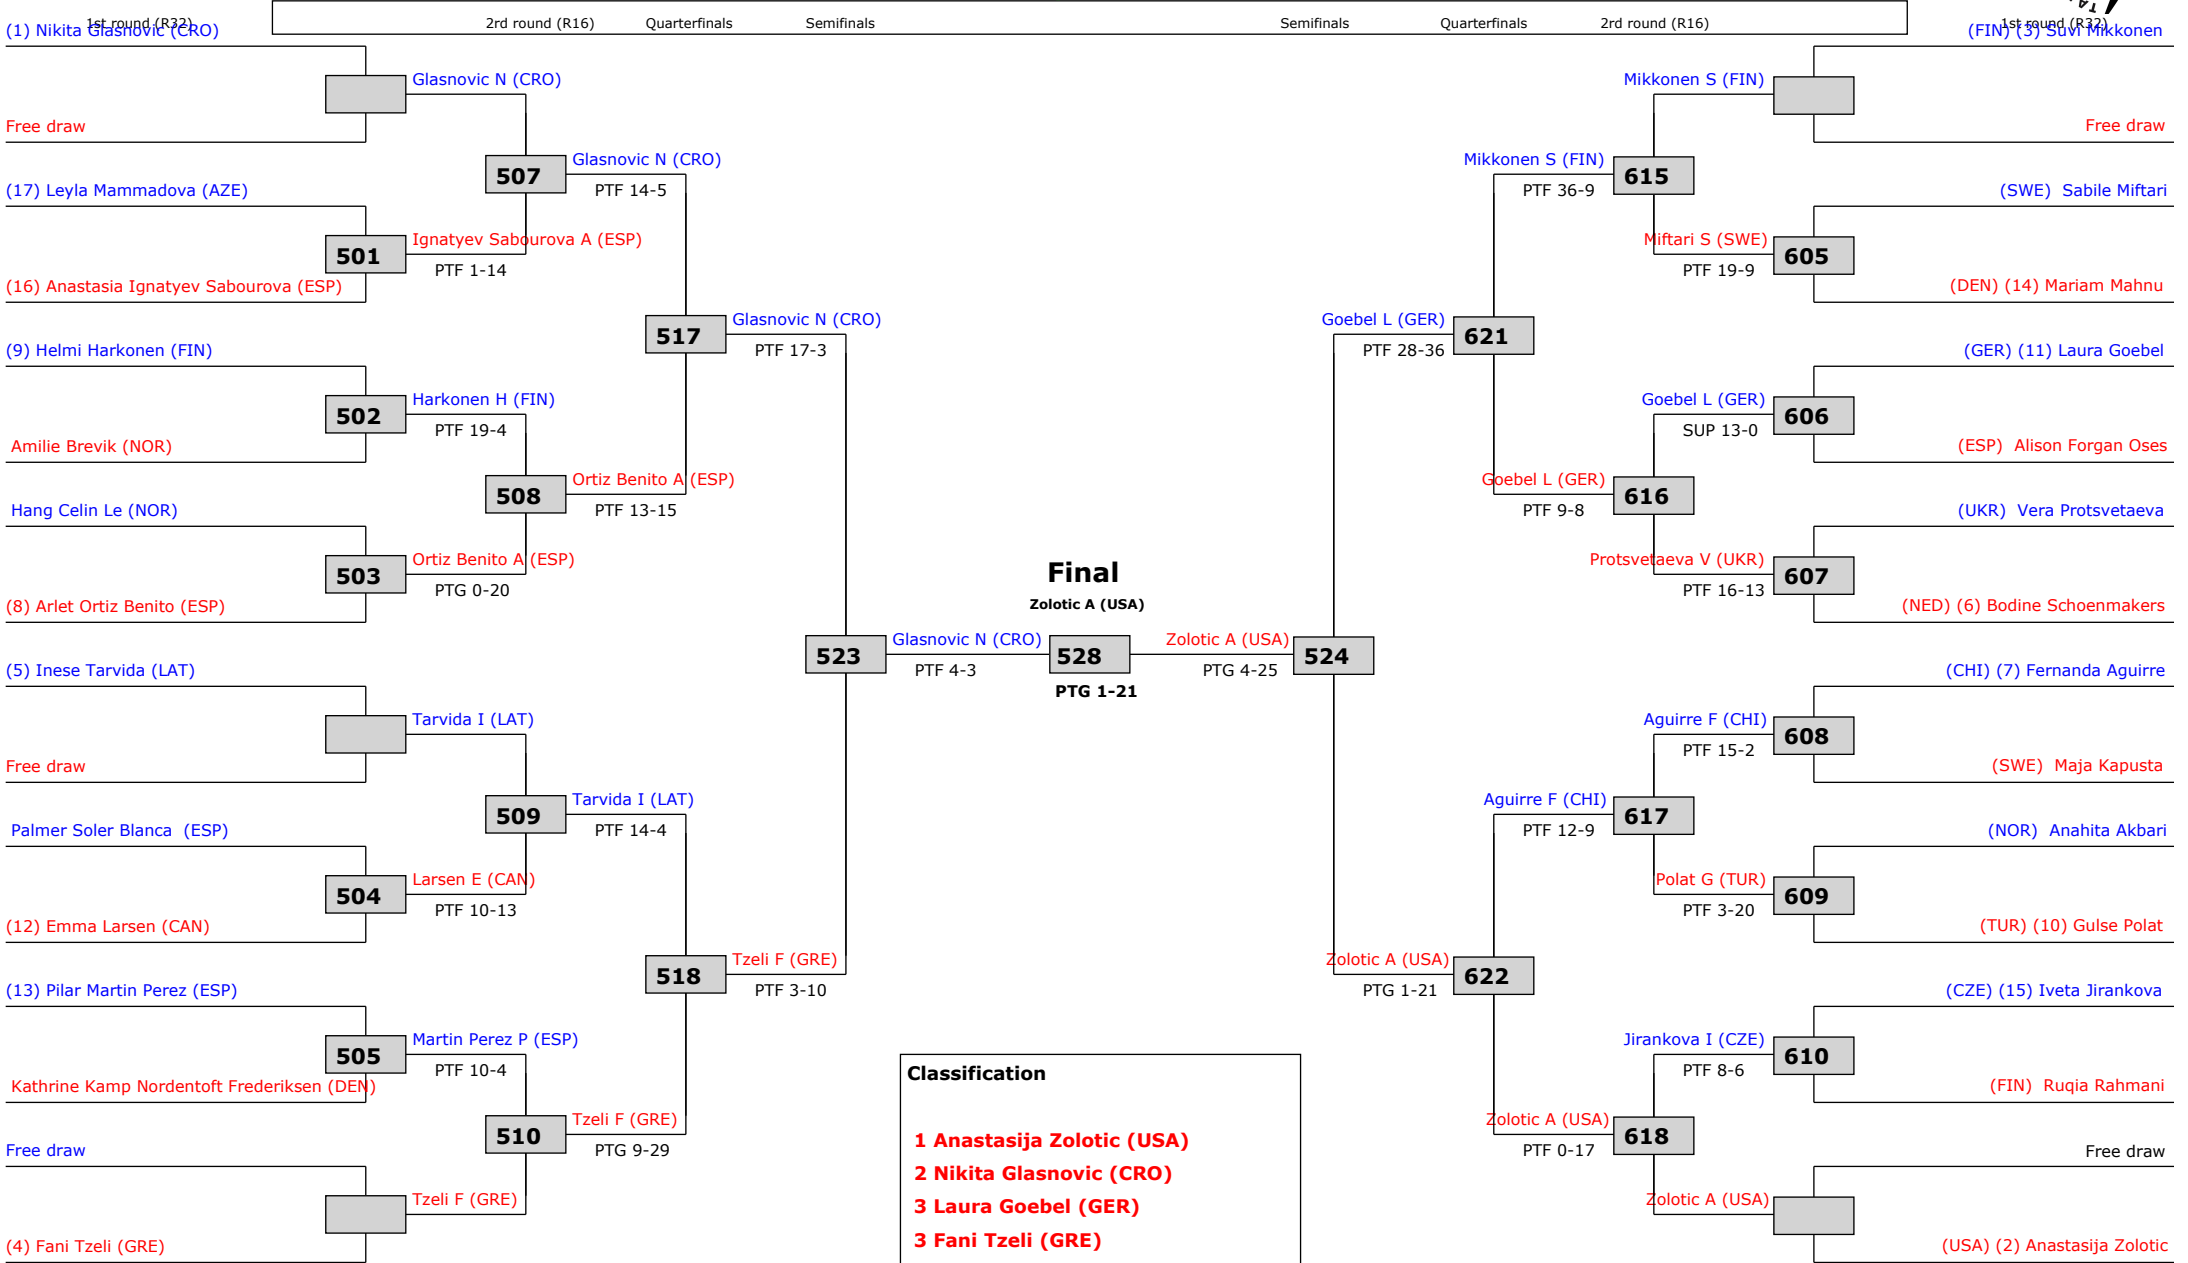 1st round (R32)
2rd round (R16)
Quarterfinals
Semifinals
Semifinals
Quarterfinals
2rd round (R16)
1st round (R32)
(1) Nikita Glasnovic (CRO)
Free draw
(17) Leyla Mammadova (AZE)
(16) Anastasia Ignatyev Sabourova (ESP)
(9) Helmi Harkonen (FIN)
Amilie Brevik (NOR)
Hang Celin Le (NOR)
(8) Arlet Ortiz Benito (ESP)
(5) Inese Tarvida (LAT)
Free draw
Palmer Soler Blanca (ESP)
(12) Emma Larsen (CAN)
(13) Pilar Martin Perez (ESP)
Kathrine Kamp Nordentoft Frederiksen (DEN)
Free draw
(4) Fani Tzeli (GRE)
Glasnovic N (CRO)
501
Ignatyev Sabourova A (ESP)
PTF 1-14
502
Harkonen H (FIN)
PTF 19-4
503
Ortiz Benito A (ESP)
PTG 0-20
Tarvida I (LAT)
504
Larsen E (CAN)
PTF 10-13
505
Martin Perez P (ESP)
PTF 10-4
Tzeli F (GRE)
507
Glasnovic N (CRO)
PTF 14-5
508
Ortiz Benito A (ESP)
PTF 13-15
509
Tarvida I (LAT)
PTF 14-4
510
Tzeli F (GRE)
PTG 9-29
517
Glasnovic N (CRO)
PTF 17-3
518
Tzeli F (GRE)
PTF 3-10
523
Glasnovic N (CRO)
PTF 4-3
Final
Zolotic A (USA)
528
PTG 1-21
Zolotic A (USA)
PTG 4-25
524
Goebel L (GER)
PTF 28-36
621
Zolotic A (USA)
PTG 1-21
622
Mikkonen S (FIN)
PTF 36-9
615
Goebel L (GER)
PTF 9-8
616
Aguirre F (CHI)
PTF 12-9
617
Zolotic A (USA)
PTF 0-17
618
Mikkonen S (FIN)
Miftari S (SWE)
PTF 19-9
605
Goebel L (GER)
SUP 13-0
606
Protsvetaeva V (UKR)
PTF 16-13
607
Aguirre F (CHI)
PTF 15-2
608
Polat G (TUR)
PTF 3-20
609
Jirankova I (CZE)
PTF 8-6
610
Zolotic A (USA)
(FIN) (3) Suvi Mikkonen
Free draw
(SWE) Sabile Miftari
(DEN) (14) Mariam Mahnu
(GER) (11) Laura Goebel
(ESP) Alison Forgan Oses
(UKR) Vera Protsvetaeva
(NED) (6) Bodine Schoenmakers
(CHI) (7) Fernanda Aguirre
(SWE) Maja Kapusta
(NOR) Anahita Akbari
(TUR) (10) Gulse Polat
(CZE) (15) Iveta Jirankova
(FIN) Ruqia Rahmani
Free draw
(USA) (2) Anastasija Zolotic
Classification
1 Anastasija Zolotic (USA)
2 Nikita Glasnovic (CRO)
3 Laura Goebel (GER)
3 Fani Tzeli (GRE)